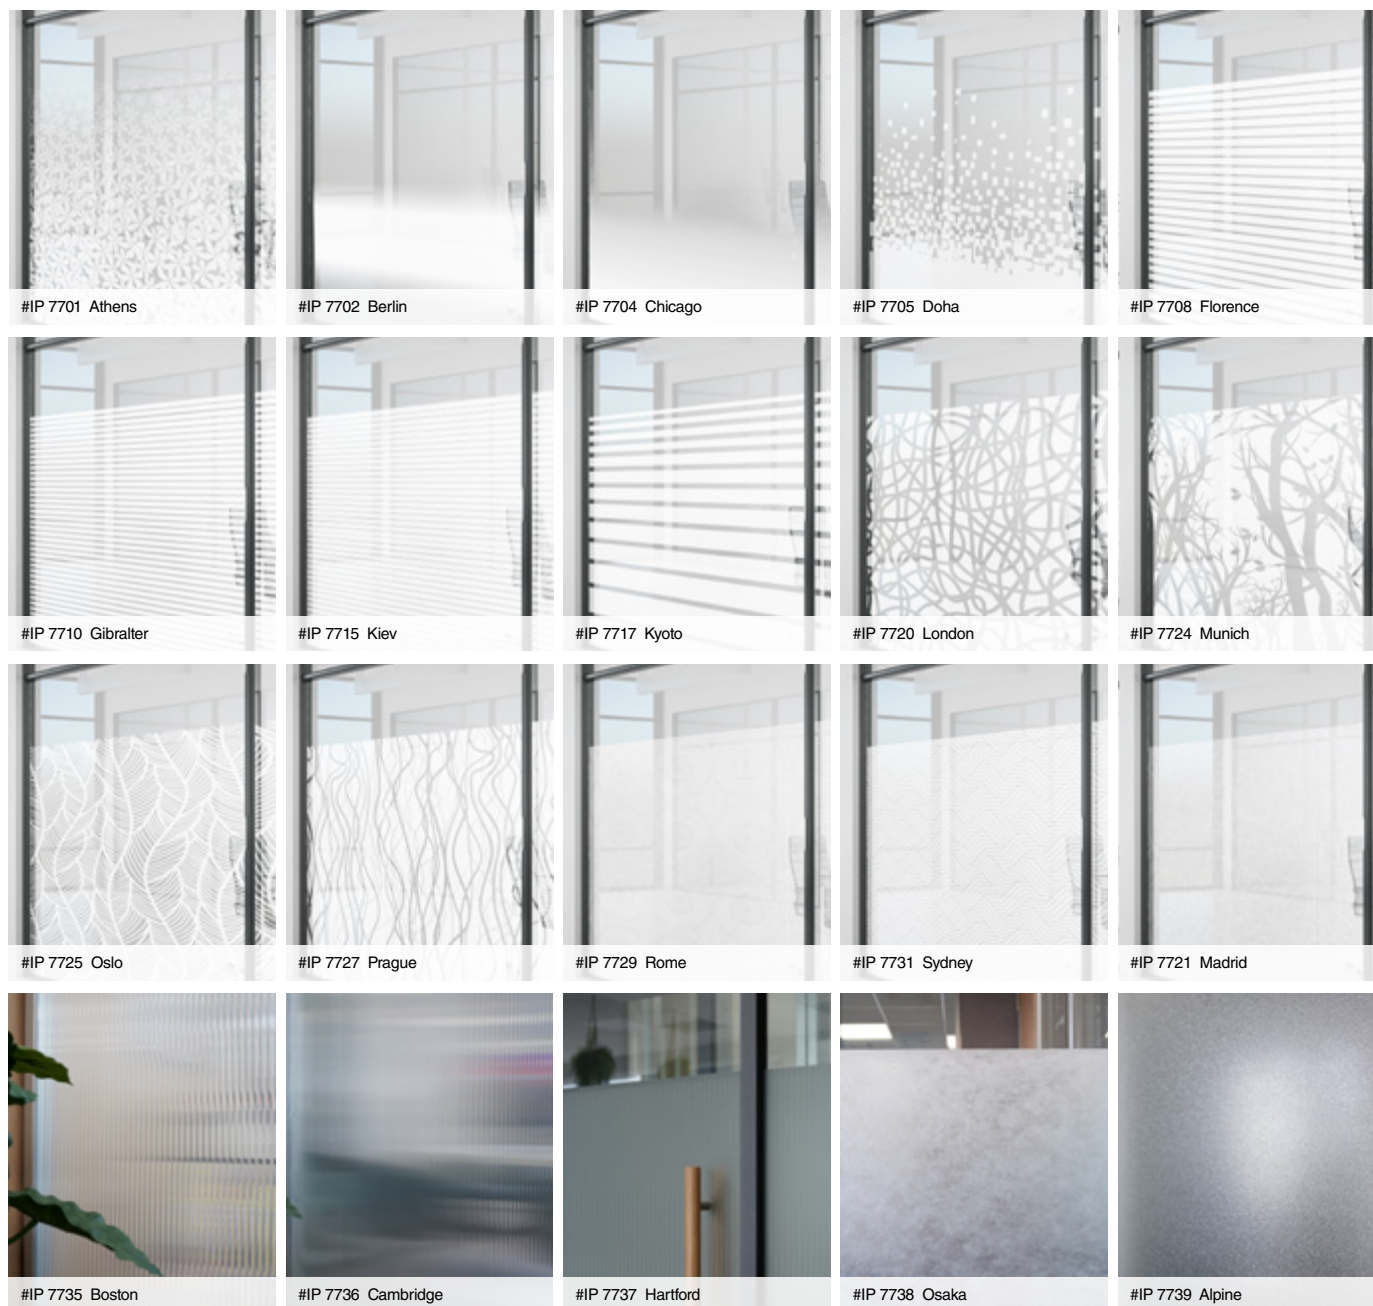 #IP 7701 Athens
#IP 7702 Berlin
#IP 7704 Chicago
#IP 7705 Doha
#IP 7708 Florence
#IP 7710 Gibralter
#IP 7715 Kiev
#IP 7717 Kyoto
#IP 7720 London
#IP 7724 Munich
#IP 7725 Oslo
#IP 7727 Prague
#IP 7729 Rome
#IP 7731 Sydney
#IP 7721 Madrid
#IP 7735 Boston
#IP 7736 Cambridge
#IP 7737 Hartford
#IP 7738 Osaka
#IP 7739 Alpine